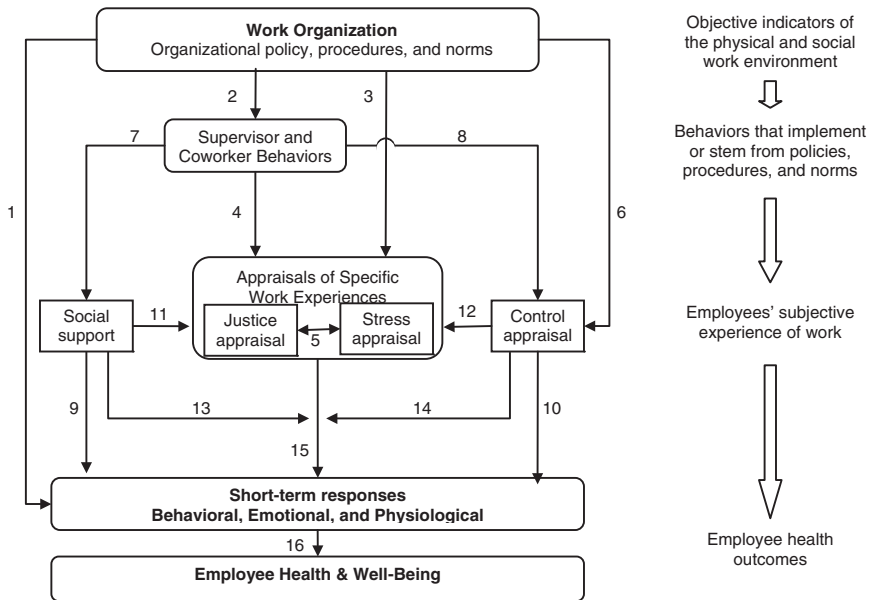 Work Organization
Organizational policy, procedures, and norms
Objective indicators of
the physical and social
work environment
2
3
7
Supervisor and
Coworker Behaviors
8
Behaviors that implement
or stem from policies,
procedures, and norms
1
4
6
Appraisals of Specific
Work Experiences
Social
support
11
Justice
appraisal
5
Stress
appraisal
12
Control
appraisal
Employees' subjective
experience of work
9
13
14
10
15
Short-term responses
Behavioral, Emotional, and Physiological
16
Employee Health & Well-Being
Employee health
outcomes